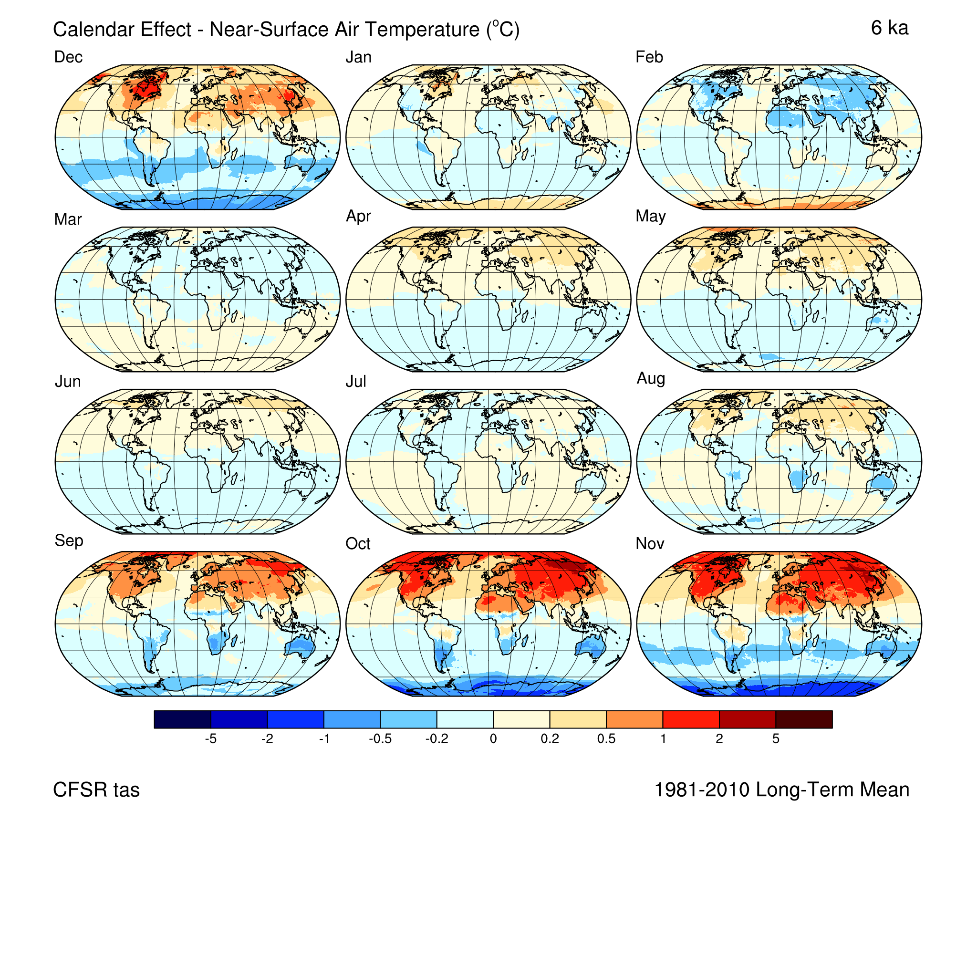 Calendar Effect - Near-Surface Air Temperature (°C) 6 ka
Dec Jan Feb
Mar Apr May
Jun Jul Aug
Sep Oct Nov
-5 -2 -1 -0.5 -0.2 0 0.2 0.5 1 2 5
CFSR tas 1981-2010 Long-Term Mean